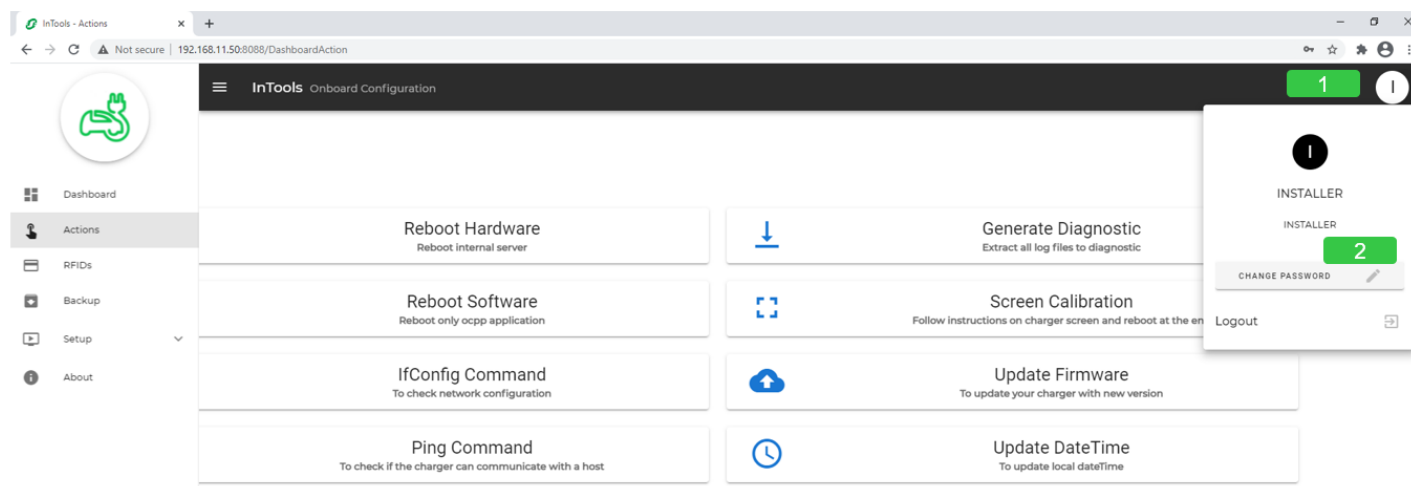 InTools - Actions
Not secure | 192.168.11.50:8088/DashboardAction
InTools Onboard Configuration
1
I
Dashboard
Actions
RFIDs
Backup
Setup
About
Reboot Hardware
Reboot internal server
Generate Diagnostic
Extract all log files to diagnostic
Reboot Software
Reboot only ocpp application
Screen Calibration
Follow instructions on charger screen and reboot at the en
IfConfig Command
To check network configuration
Update Firmware
To update your charger with new version
Ping Command
To check if the charger can communicate with a host
Update DateTime
To update local dateTime
I
INSTALLER
INSTALLER
2
CHANGE PASSWORD
Logout